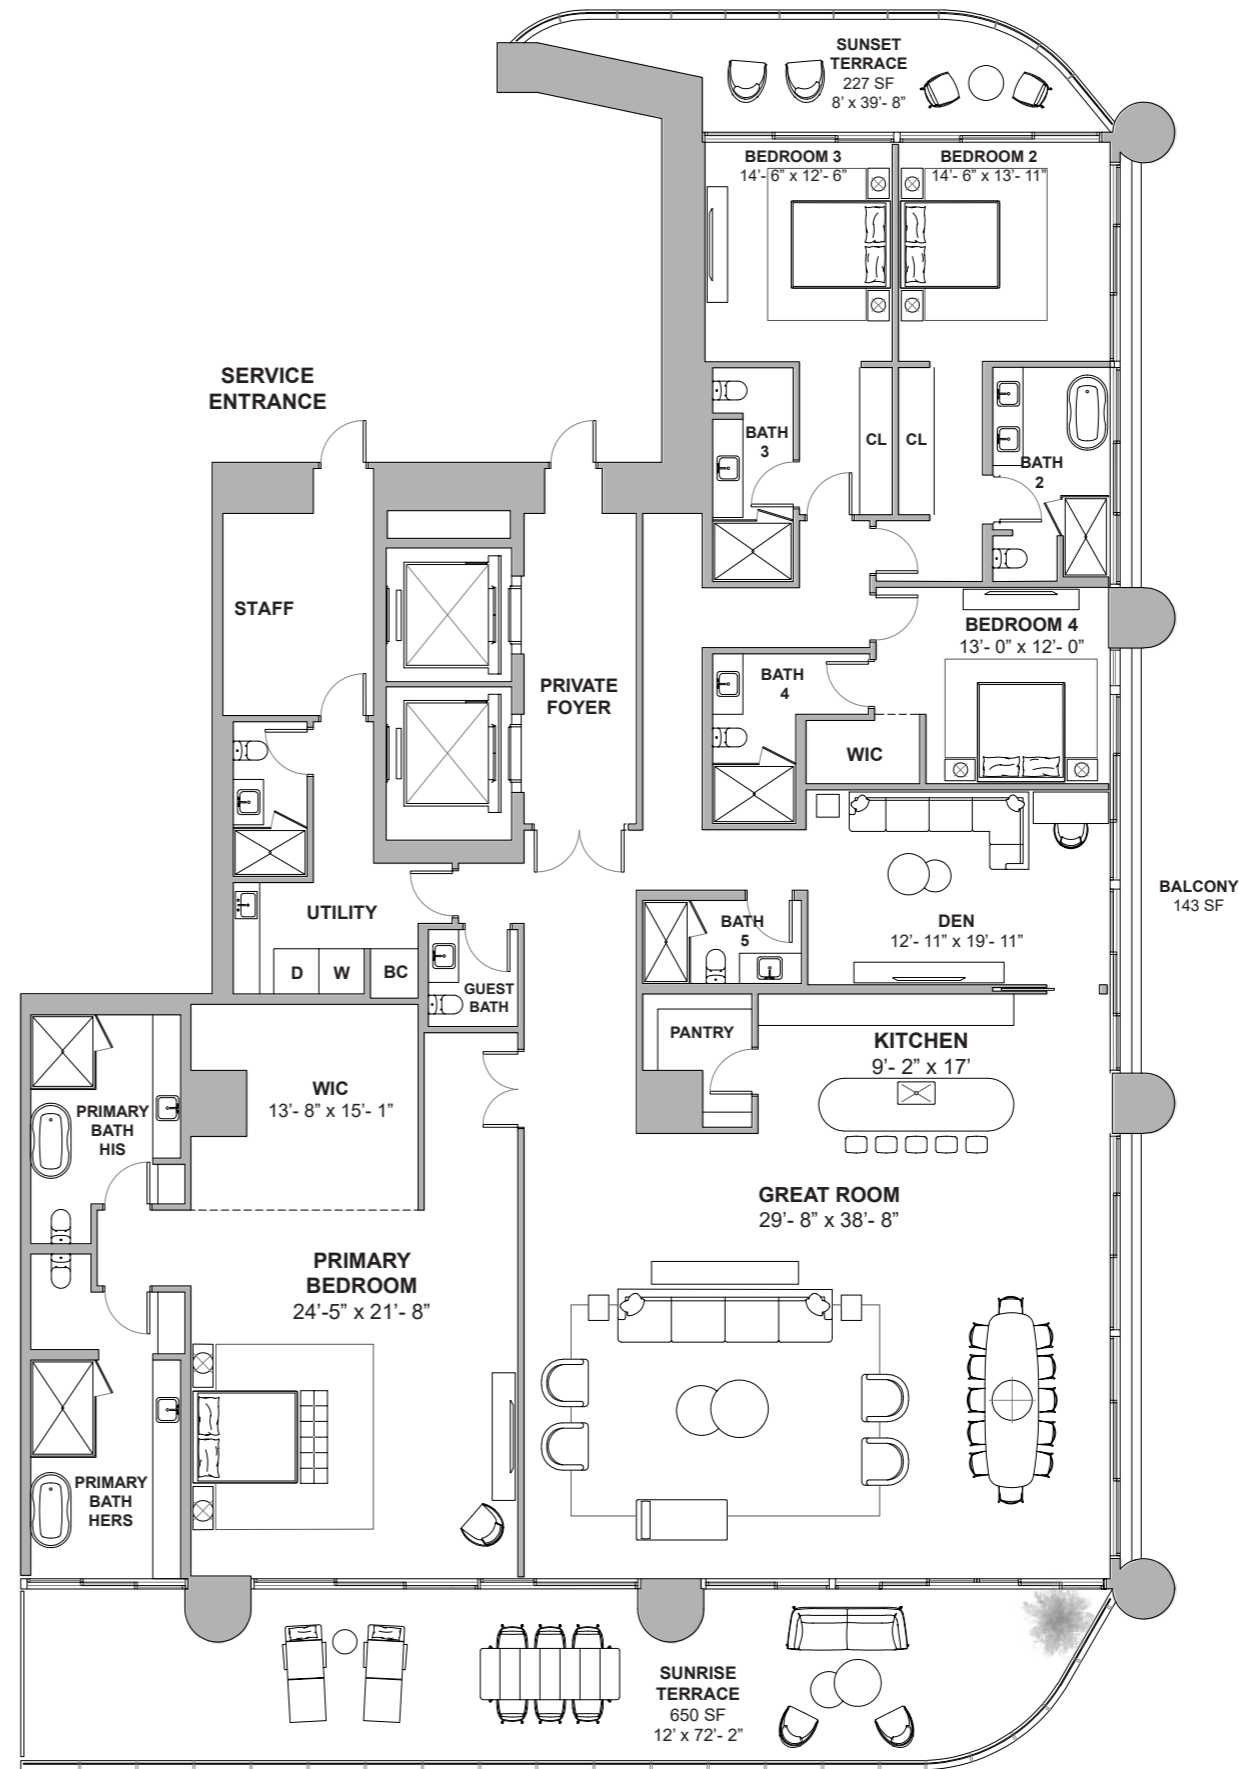 SUNSET
TERRACE
227 SF
8' x 39'- 8”
BEDROOM 3
14'- 6” x 12'- 6”
BEDROOM 2
14'- 6” x 13'- 11”
SERVICE
ENTRANCE
BATH
3
CL
CL
BATH
2
STAFF
BEDROOM 4
13'- 0” x 12'- 0”
PRIVATE
FOYER
BATH
4
WIC
BALCONY
143 SF
UTILITY
BATH
5
DEN
12'- 11” x 19'- 11”
D
W
BC
GUEST
BATH
PANTRY
KITCHEN
9'- 2” x 17'
WIC
13'- 8” x 15'- 1”
PRIMARY
BATH
HIS
GREAT ROOM
29'- 8” x 38'- 8”
PRIMARY
BEDROOM
24'-5” x 21'- 8”
PRIMARY
BATH
HERS
SUNRISE
TERRACE
650 SF
12' x 72'- 2”